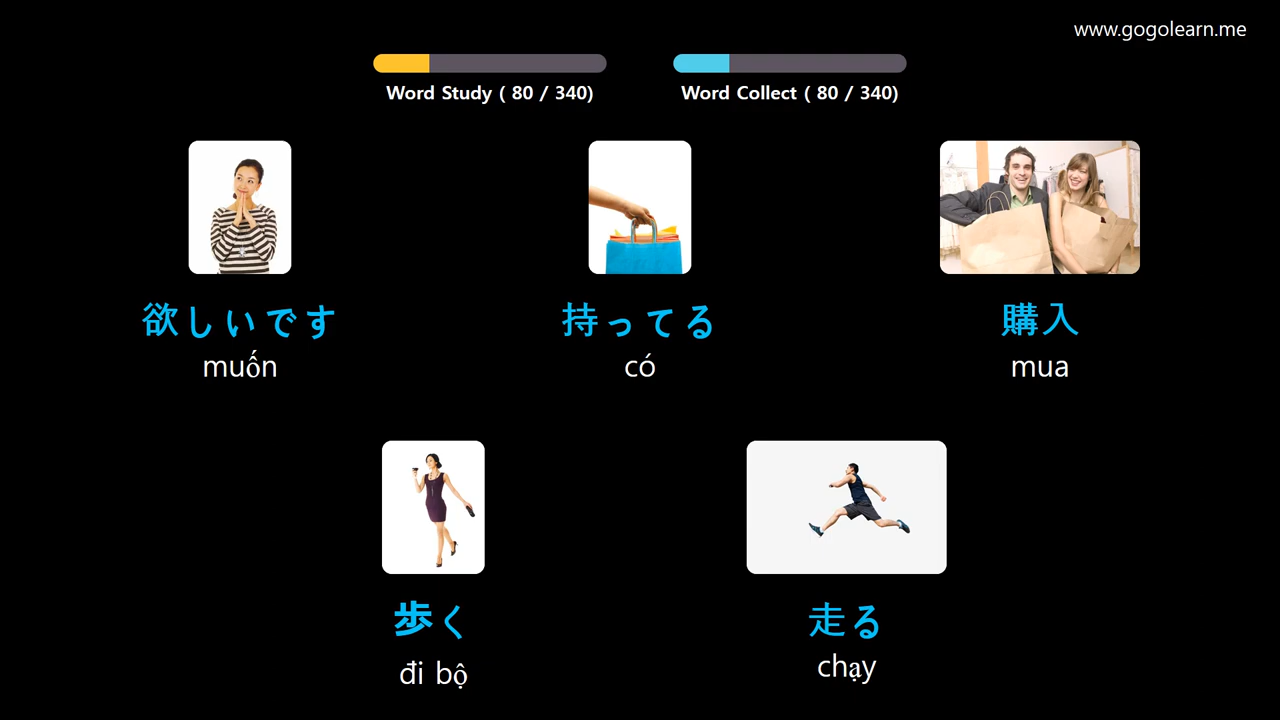 www.gogolearn.me
Word Study ( 80 / 340)
Word Collect ( 80 / 340)
欲しいです
muốn
持ってる
có
購入
mua
歩く
đi bộ
走る
chạy